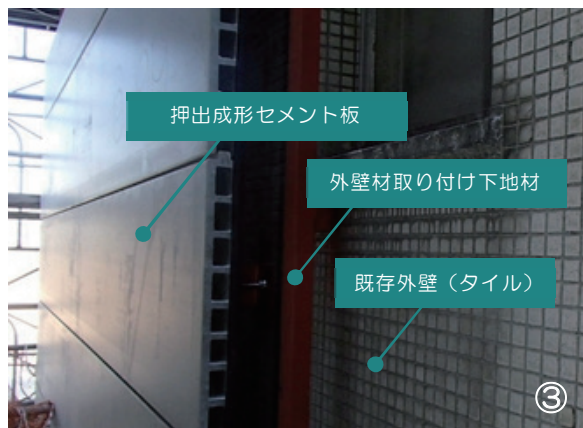 押出成形セメント板
外壁材取り付け下地材
既存外壁（タイル）
③